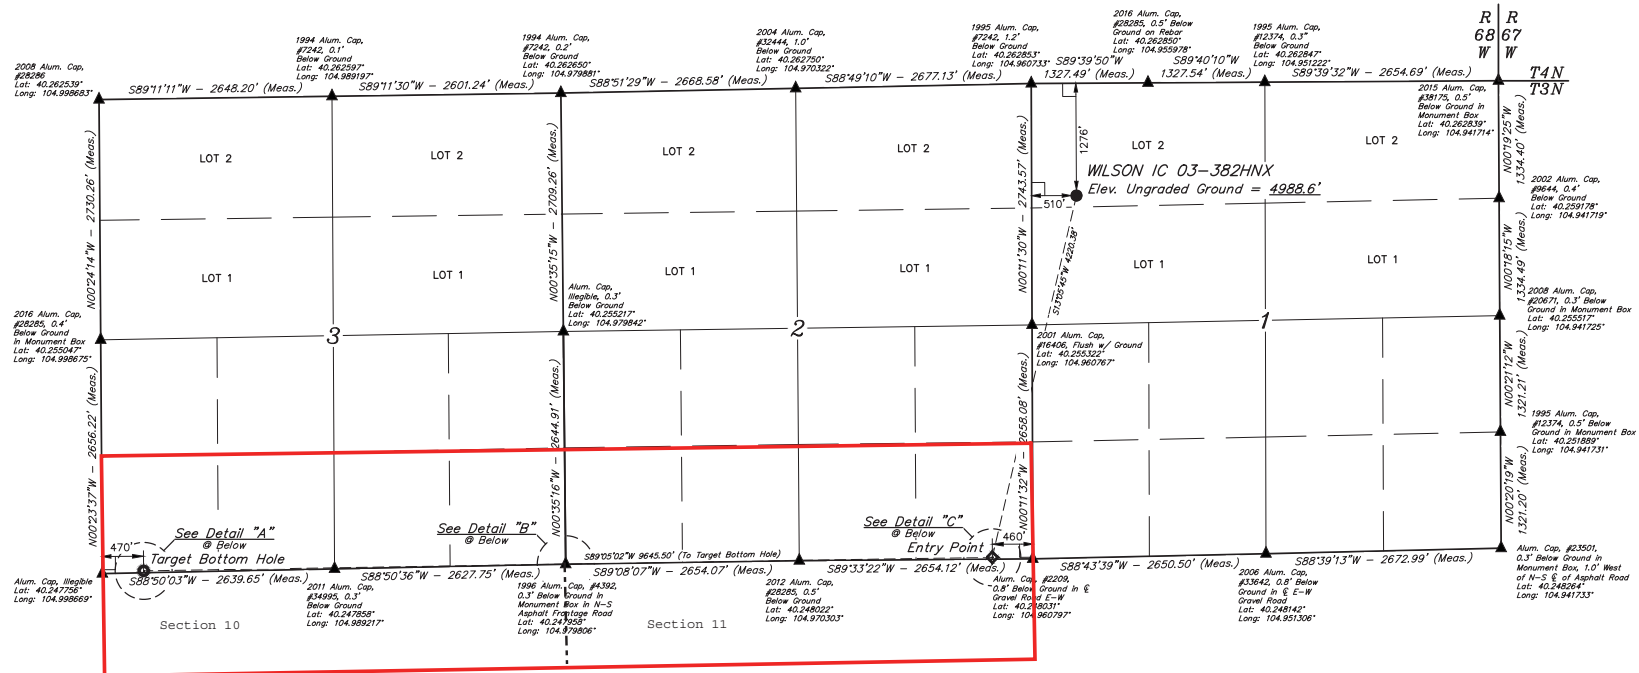 2008 Alum. Cap,
#28286
Lat: 40.262539°
Long: 104.998683°
1994 Alum. Cap,
#7242, 0.1'
Below Ground
Lat: 40.262597°
Long: 104.989197°
1994 Alum. Cap,
#7242, 0.2'
Below Ground
Lat: 40.262650°
Long: 104.979881°
2004 Alum. Cap,
#32444, 1.0'
Below Ground
Lat: 40.262750°
Long: 104.970322°
1995 Alum. Cap,
#7242, 1.2'
Below Ground
Lat: 40.262853°
Long: 104.960733°
2016 Alum. Cap,
#28285, 0.5' Below
Ground on Rebar
Lat: 40.262850°
Long: 104.955978°
1995 Alum. Cap,
#12374, 0.3"
Below Ground
Lat: 40.262847°
Long: 104.951222°
R R
68 67
W W
T4N
T3N
S89°11'11"W - 2648.20' (Meas.)
S89°11'30"W - 2601.24' (Meas.)
S88°51'29"W - 2668.58' (Meas.)
S88°49'10"W - 2677.13' (Meas.)
S89°39'50"W
1327.49' (Meas.)
S89°40'10"W
1327.54' (Meas.)
S89°39'32"W - 2654.69' (Meas.)
2015 Alum. Cap,
#38175, 0.5'
Below Ground in
Monument Box
Lat: 40.262839°
Long: 104.941714°
N00°24'14"W - 2730.26' (Meas.)
LOT 2
LOT 2
N00°35'15"W - 2709.26' (Meas.)
LOT 2
LOT 2
N00°11'30"W - 2743.57' (Meas.)
1276'
LOT 2
LOT 2
N00°19'25"W
1334.40' (Meas.)
WILSON IC 03-382HNX
Elev. Ungraded Ground = 4988.6'
510'
S13°05'45"W 4220.38'
2002 Alum. Cap,
#9644, 0.4'
Below Ground
Lat: 40.259178°
Long: 104.941719°
LOT 1
LOT 1
LOT 1
LOT 1
LOT 1
LOT 1
N00°18'15"W
1334.49' (Meas.)
Alum. Cap,
Illegible, 0.3'
Below Ground
Lat: 40.255217°
Long: 104.979842°
2008 Alum. Cap,
#20671, 0.3' Below
Ground in Monument Box
Lat: 40.255517°
Long: 104.941725°
2016 Alum. Cap,
#28285, 0.4'
Below Ground
in Monument Box
Lat: 40.255047°
Long: 104.998675°
3
2
1
2001 Alum. Cap,
#16406, Flush w/ Ground
Lat: 40.255322°
Long: 104.960767°
N00°23'37"W - 2656.22' (Meas.)
N00°35'16"W - 2644.91' (Meas.)
N00°11'32"W - 2658.08' (Meas.)
N00°21'12"W
1321.21' (Meas.)
1995 Alum. Cap,
#12374, 0.5' Below
Ground in Monument Box
Lat: 40.251889°
Long: 104.941731°
N00°20'19"W
1321.20' (Meas.)
See Detail "A"
@ Below
470'
Target Bottom Hole
See Detail "B"
@ Below
See Detail "C"
@ Below
Entry Point
460'
S89°05'02"W 9645.50' (To Target Bottom Hole)
S88°50'03"W - 2639.65' (Meas.)
S88°50'36"W - 2627.75' (Meas.)
S89°08'07"W - 2654.07' (Meas.)
S89°33'22"W - 2654.12' (Meas.)
S88°43'39"W - 2650.50' (Meas.)
S88°39'13"W - 2672.99' (Meas.)
Alum. Cap, Illegible
Lat: 40.247756°
Long: 104.998669°
2011 Alum. Cap,
#34995, 0.3'
Below Ground
Lat: 40.247858°
Long: 104.989217°
1996 Alum. Cap, #4392,
0.3' Below Ground in
Monument Box in N-S
Asphalt Frontage Road
Lat: 40.247958°
Long: 104.979806°
2012 Alum. Cap,
#28285, 0.5'
Below Ground
Lat: 40.248022°
Long: 104.970303°
Alum. Cap, #2209,
0.8' Below Ground in ℄
Gravel Road E-W
Lat: 40.248031°
Long: 104.960797°
2006 Alum. Cap,
#33642, 0.8' Below
Ground in ℄ E-W
Gravel Road
Lat: 40.248142°
Long: 104.951306°
Alum. Cap, #23501,
0.3' Below Ground in
Monument Box, 1.0' West
of N-S ℄ of Asphalt Road
Lat: 40.248264°
Long: 104.941733°
Section 10
Section 11